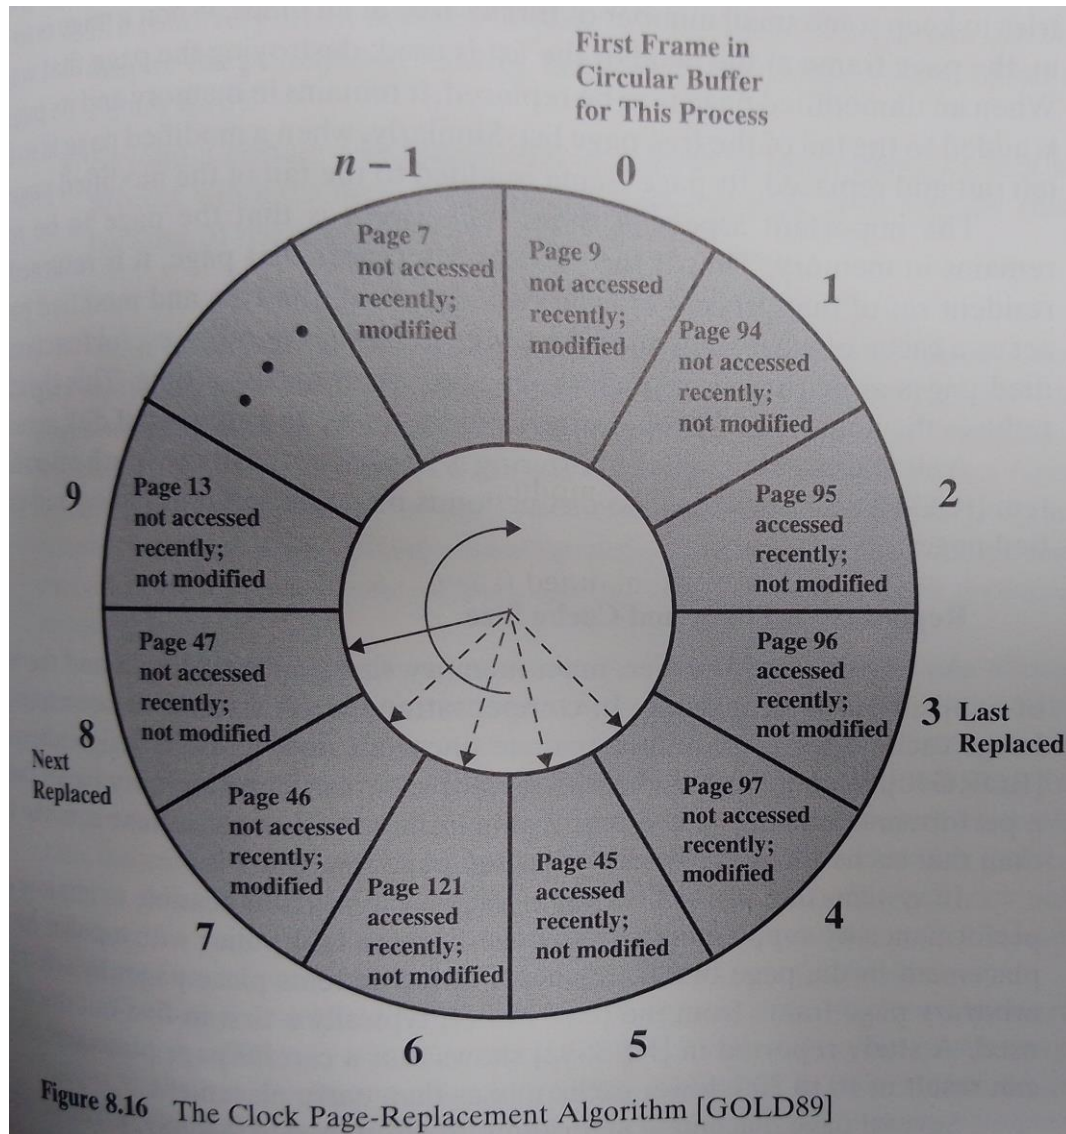 First Frame in
Circular Buffer
for This Process
n – 1
0
Page 7
not accessed
recently;
modified
Page 9
not accessed
recently;
modified
1
Page 94
not accessed
recently;
not modified
2
Page 95
accessed
recently;
not modified
3 Last
Replaced
Page 96
accessed
recently;
not modified
4
Page 97
not accessed
recently;
modified
5
Page 45
accessed
recently;
not modified
6
Page 121
accessed
recently;
not modified
7
Page 46
not accessed
recently;
modified
8
Next
Replaced
Page 47
not accessed
recently;
not modified
9
Page 13
not accessed
recently;
not modified
Figure 8.16 The Clock Page-Replacement Algorithm [GOLD89]